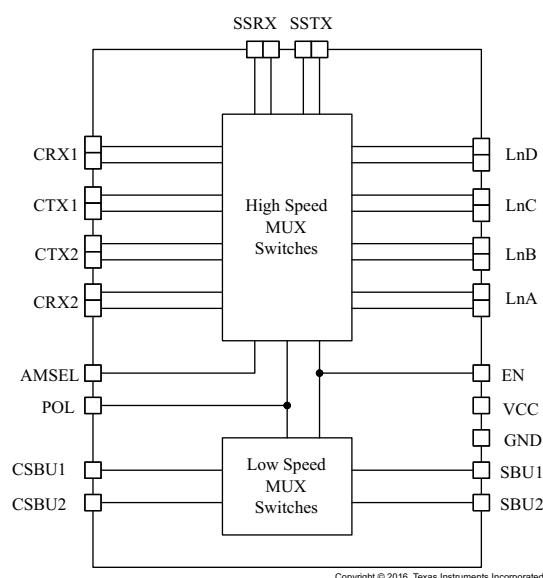 SSRX SSTX
CRX1
CTX1
CTX2
CRX2
AMSEL
POL
CSBU1
CSBU2
High Speed
MUX
Switches
Low Speed
MUX
Switches
LnD
LnC
LnB
LnA
EN
VCC
GND
SBU1
SBU2
Copyright © 2016, Texas Instruments Incorporated